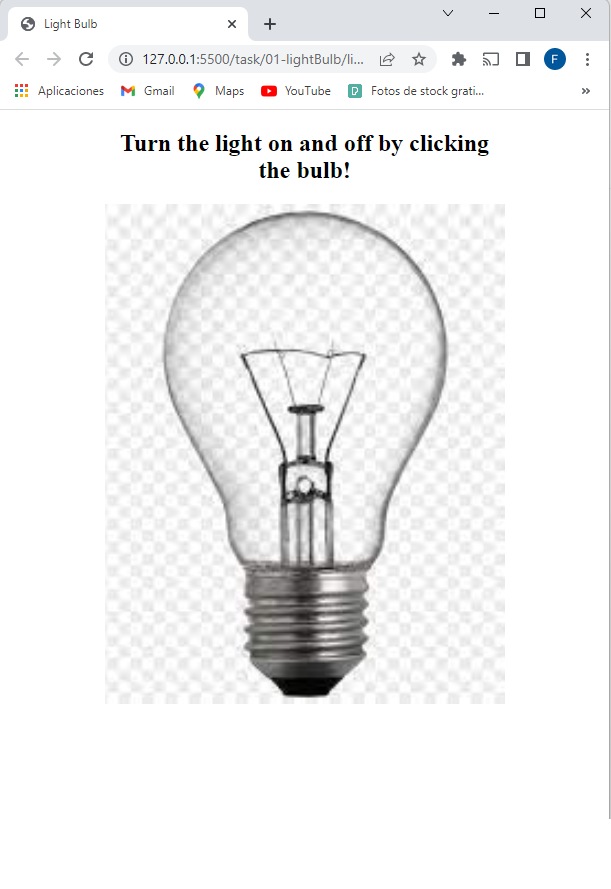 Light Bulb
127.0.0.1:5500/task/01-lightBulb/li...
F
Aplicaciones Gmail Maps YouTube Fotos de stock grati...
Turn the light on and off by clicking
the bulb!